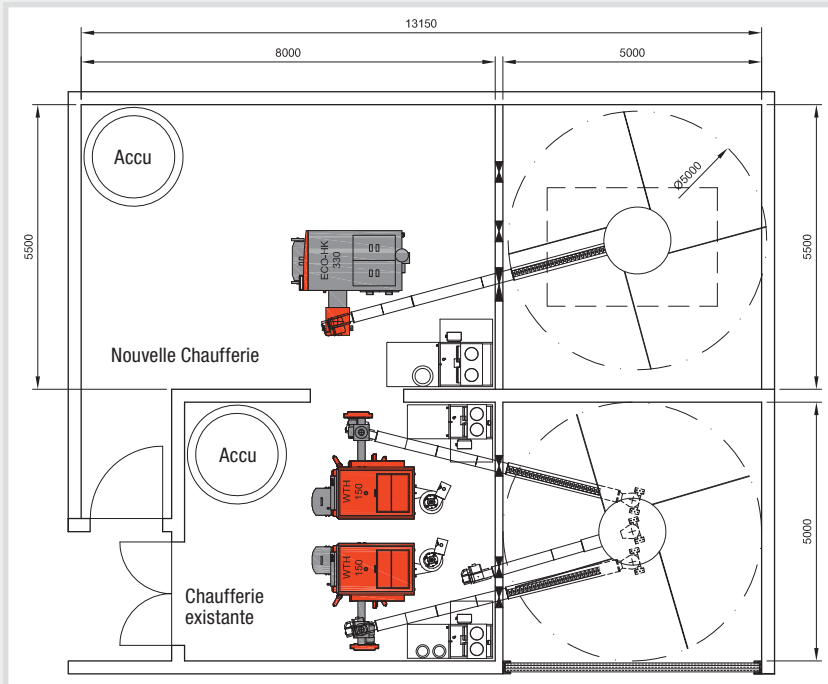 13150
8000
5000
Accu
5500
Ø5000
5500
ECO-HK
330
Nouvelle Chaufferie
Accu
WTH
150
5000
WTH
150
Chaufferie
existante